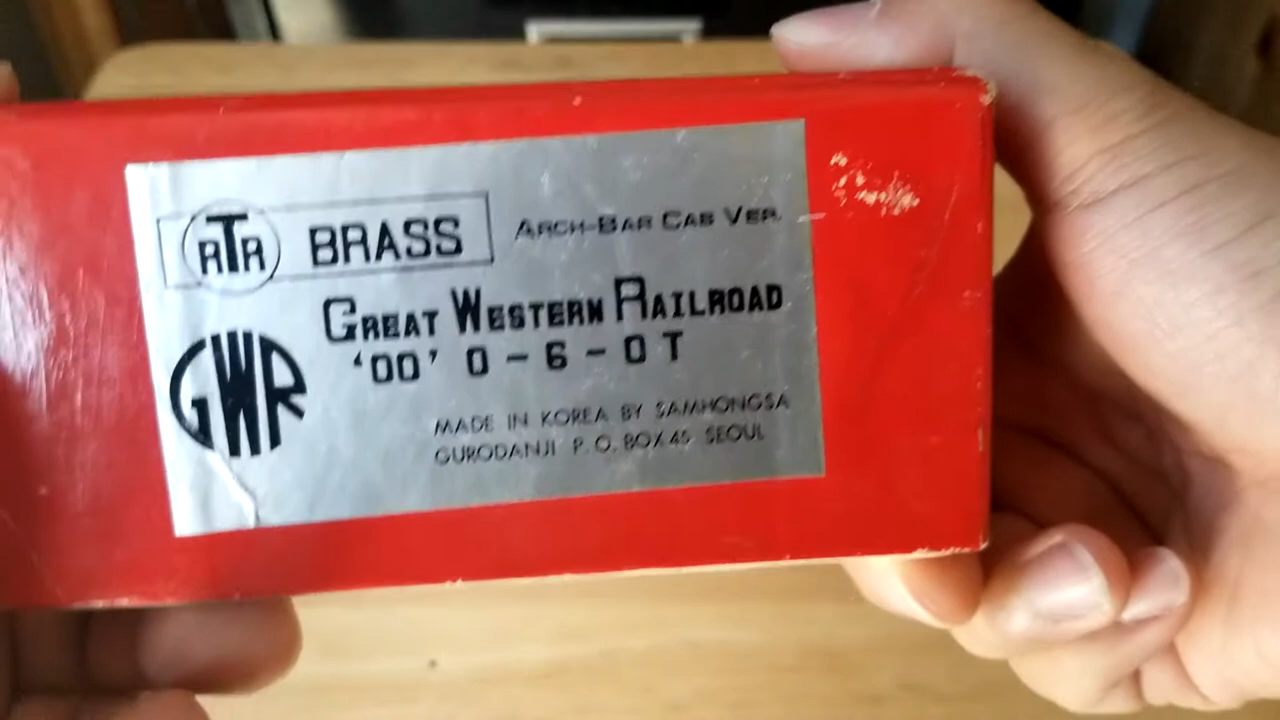 RTR BRASS ARCH-BAR CAB VER.
GREAT WESTERN RAILROAD
GWR '00' 0-6-0T
MADE IN KOREA BY SAMHONGSA
GURODANJI P.O. BOX 45 SEOUL